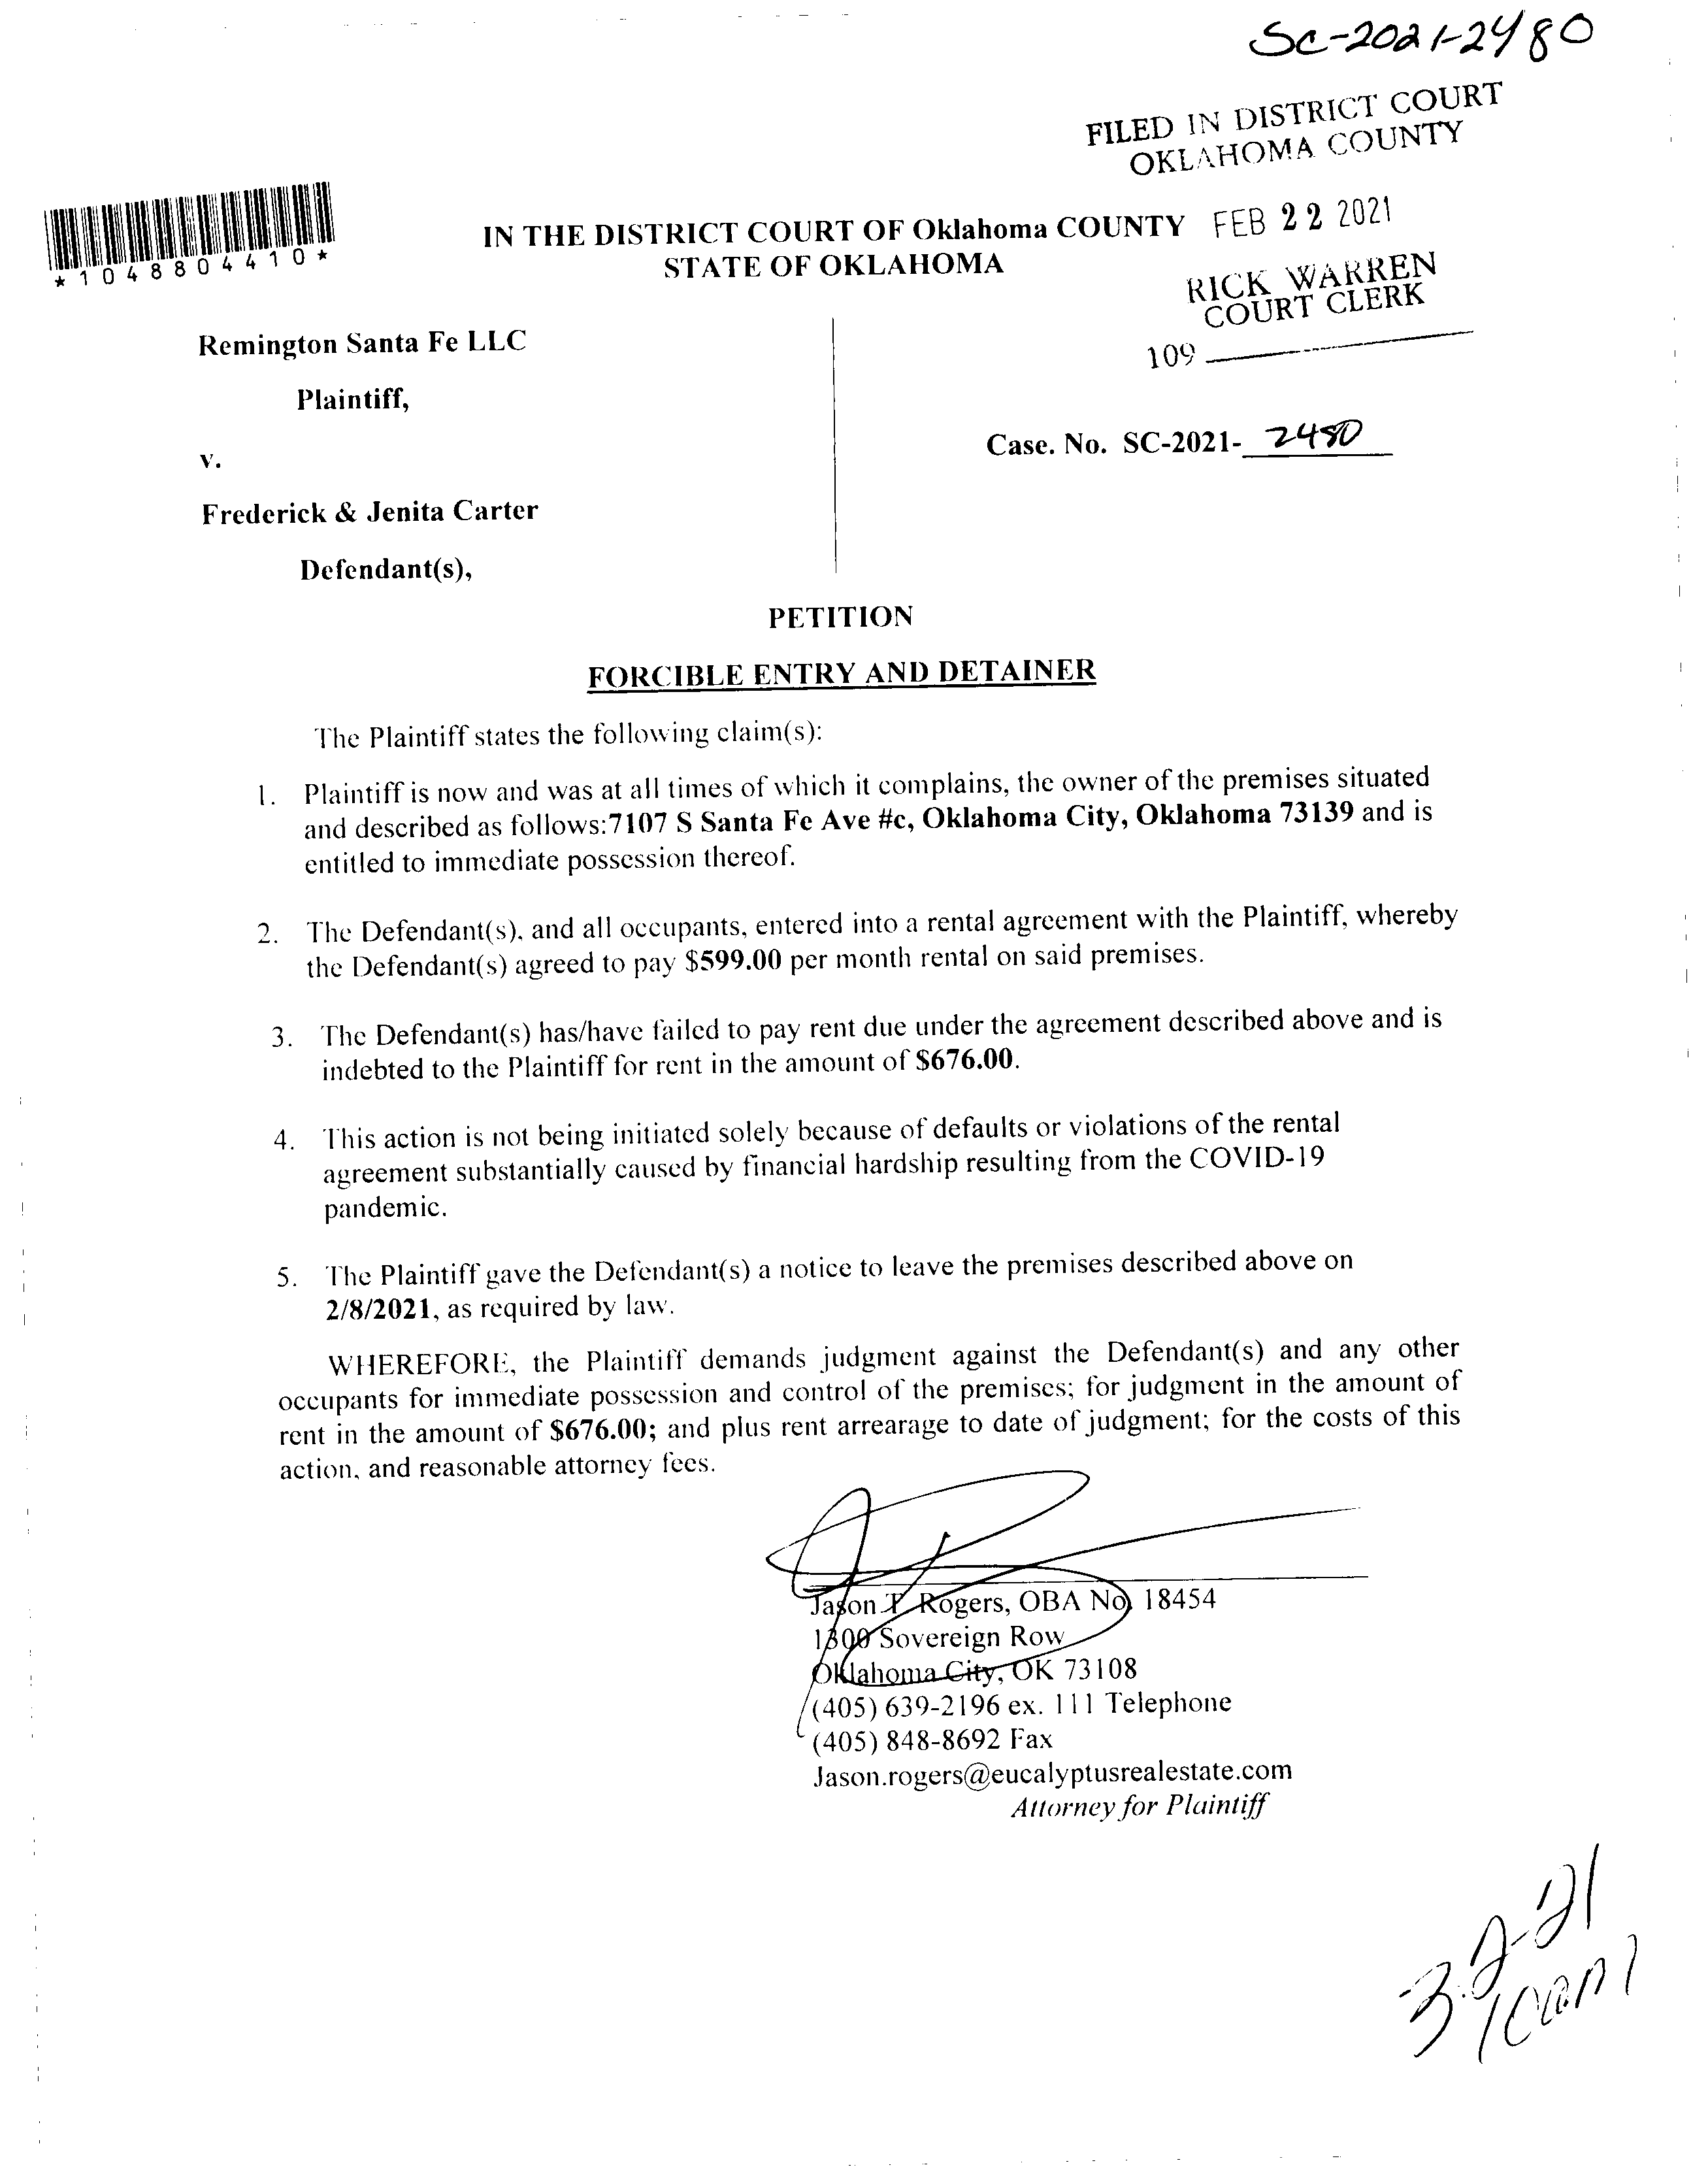 SC-2021-2480
FILED IN DISTRICT COURT
OKLAHOMA COUNTY
*1048804410*
IN THE DISTRICT COURT OF Oklahoma COUNTY
FEB 22 2021
STATE OF OKLAHOMA
RICK WARREN
COURT CLERK
109
Remington Santa Fe LLC
Plaintiff,
Case. No. SC-2021- 2480
v.
Frederick & Jenita Carter
Defendant(s),
PETITION
FORCIBLE ENTRY AND DETAINER
The Plaintiff states the following claim(s):
1. Plaintiff is now and was at all times of which it complains, the owner of the premises situated
and described as follows:7107 S Santa Fe Ave #c, Oklahoma City, Oklahoma 73139 and is
entitled to immediate possession thereof.
2. The Defendant(s), and all occupants, entered into a rental agreement with the Plaintiff, whereby
the Defendant(s) agreed to pay $599.00 per month rental on said premises.
3. The Defendant(s) has/have failed to pay rent due under the agreement described above and is
indebted to the Plaintiff for rent in the amount of $676.00.
4. This action is not being initiated solely because of defaults or violations of the rental
agreement substantially caused by financial hardship resulting from the COVID-19
pandemic.
5. The Plaintiff gave the Defendant(s) a notice to leave the premises described above on
2/8/2021, as required by law.
WHEREFORE, the Plaintiff demands judgment against the Defendant(s) and any other
occupants for immediate possession and control of the premises; for judgment in the amount of
rent in the amount of $676.00; and plus rent arrearage to date of judgment; for the costs of this
action, and reasonable attorney fees.
Jason T. Rogers, OBA No. 18454
1300 Sovereign Row
Oklahoma City, OK 73108
(405) 639-2196 ex. 111 Telephone
(405) 848-8692 Fax
Jason.rogers@eucalyptusrealestate.com
Attorney for Plaintiff
3-2-21
10am